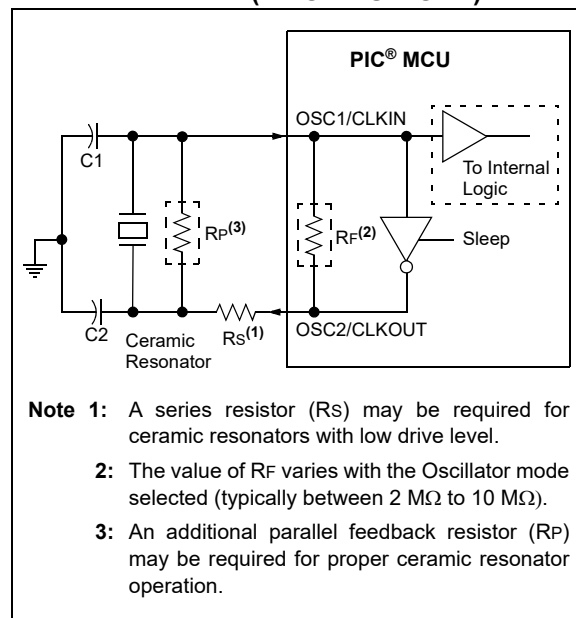 PIC® MCU
OSC1/CLKIN
C1
To Internal
Logic
RP(3)
RF(2)
Sleep
C2
Ceramic
Resonator
RS(1)
OSC2/CLKOUT
Note 1: A series resistor (RS) may be required for
ceramic resonators with low drive level.
2: The value of RF varies with the Oscillator mode
selected (typically between 2 MΩ to 10 MΩ).
3: An additional parallel feedback resistor (RP)
may be required for proper ceramic resonator
operation.